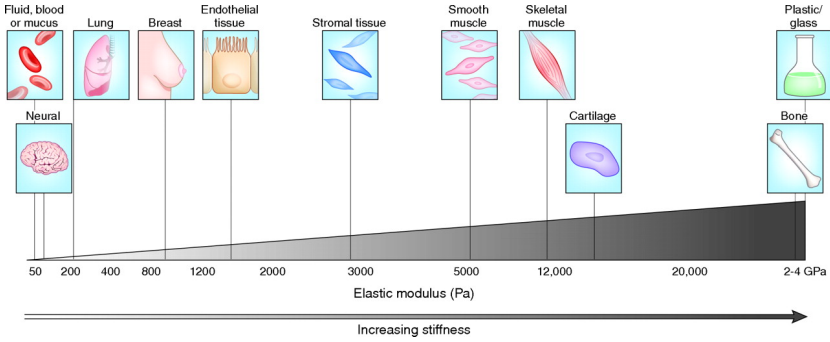 Fluid, blood
or mucus
Lung
Breast
Endothelial
tissue
Stromal tissue
Smooth
muscle
Skeletal
muscle
Plastic/
glass
Neural
Cartilage
Bone
50 200 400 800 1200 2000 3000 5000 12,000 20,000 2-4 GPa
Elastic modulus (Pa)
Increasing stiffness